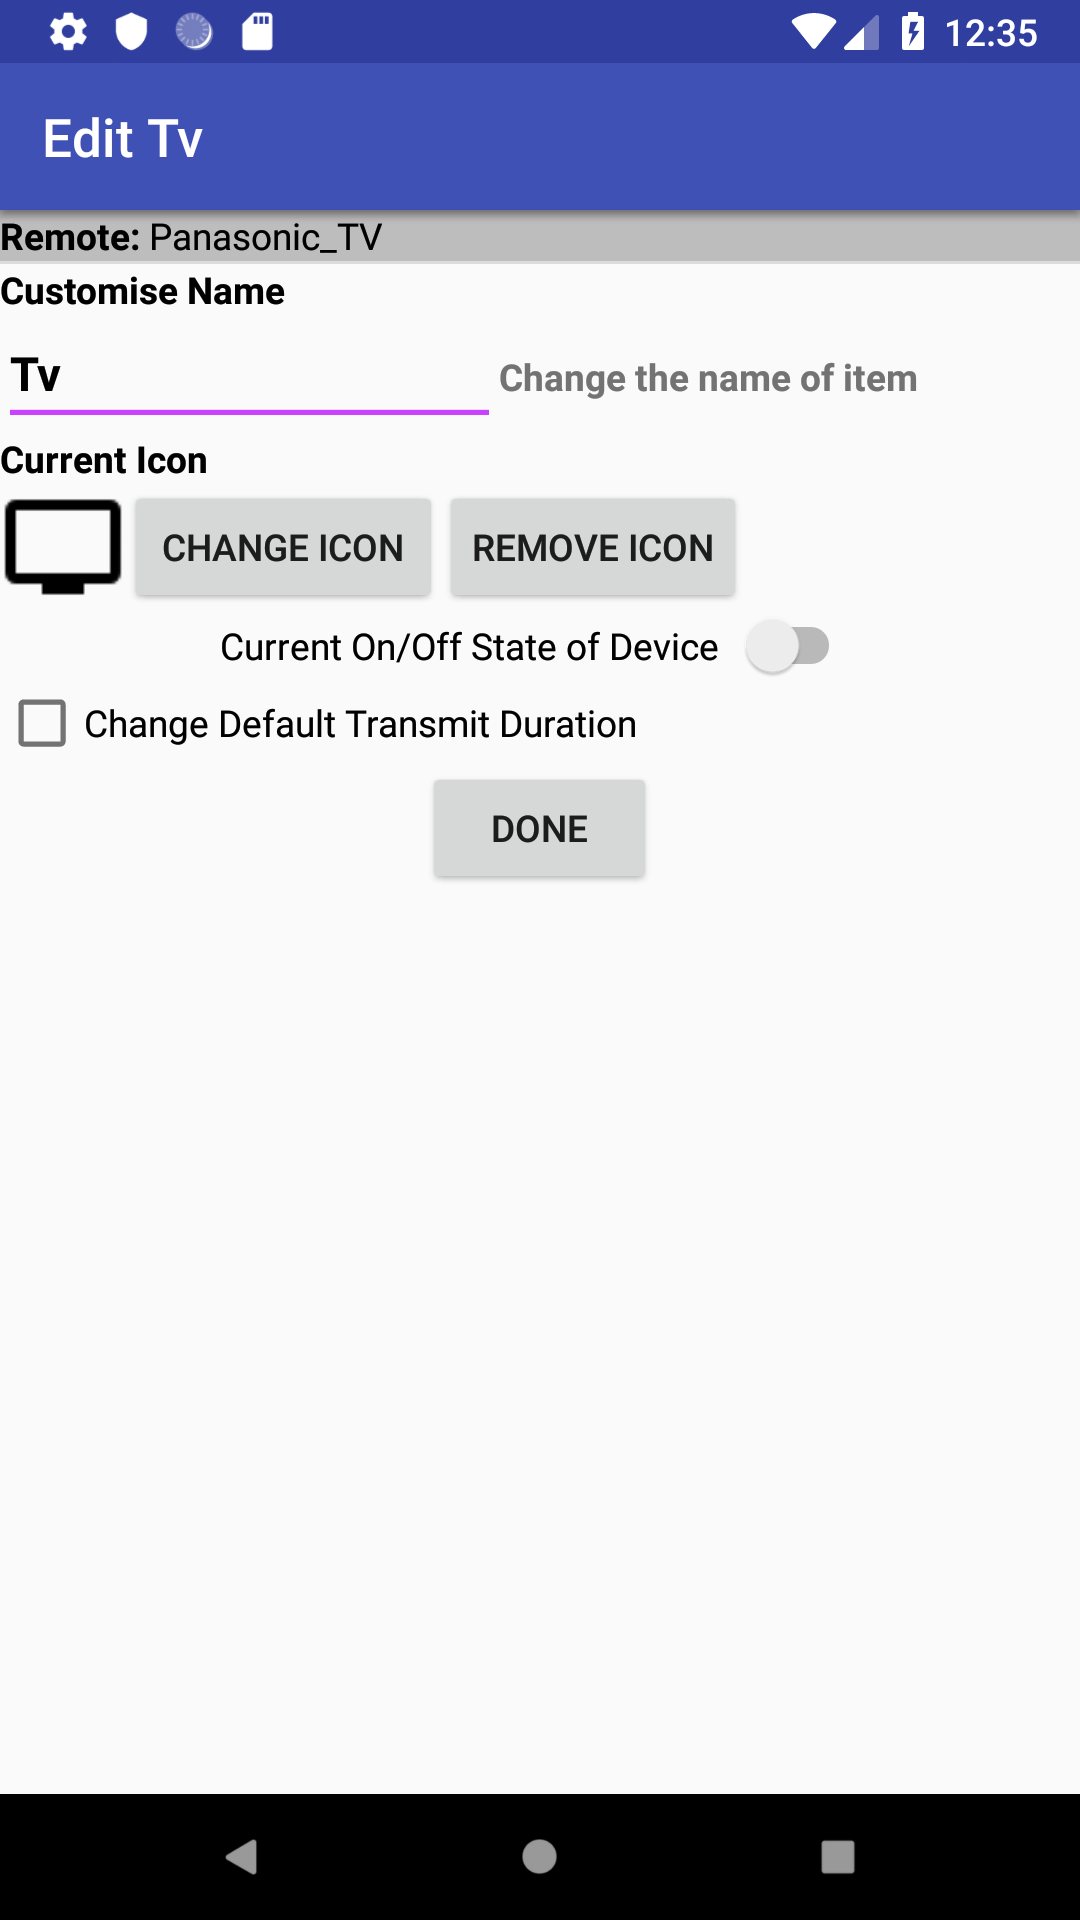 12:35
Edit Tv
Remote: Panasonic_TV
Customise Name
Tv Change the name of item
Current Icon
CHANGE ICON REMOVE ICON
Current On/Off State of Device
Change Default Transmit Duration
DONE